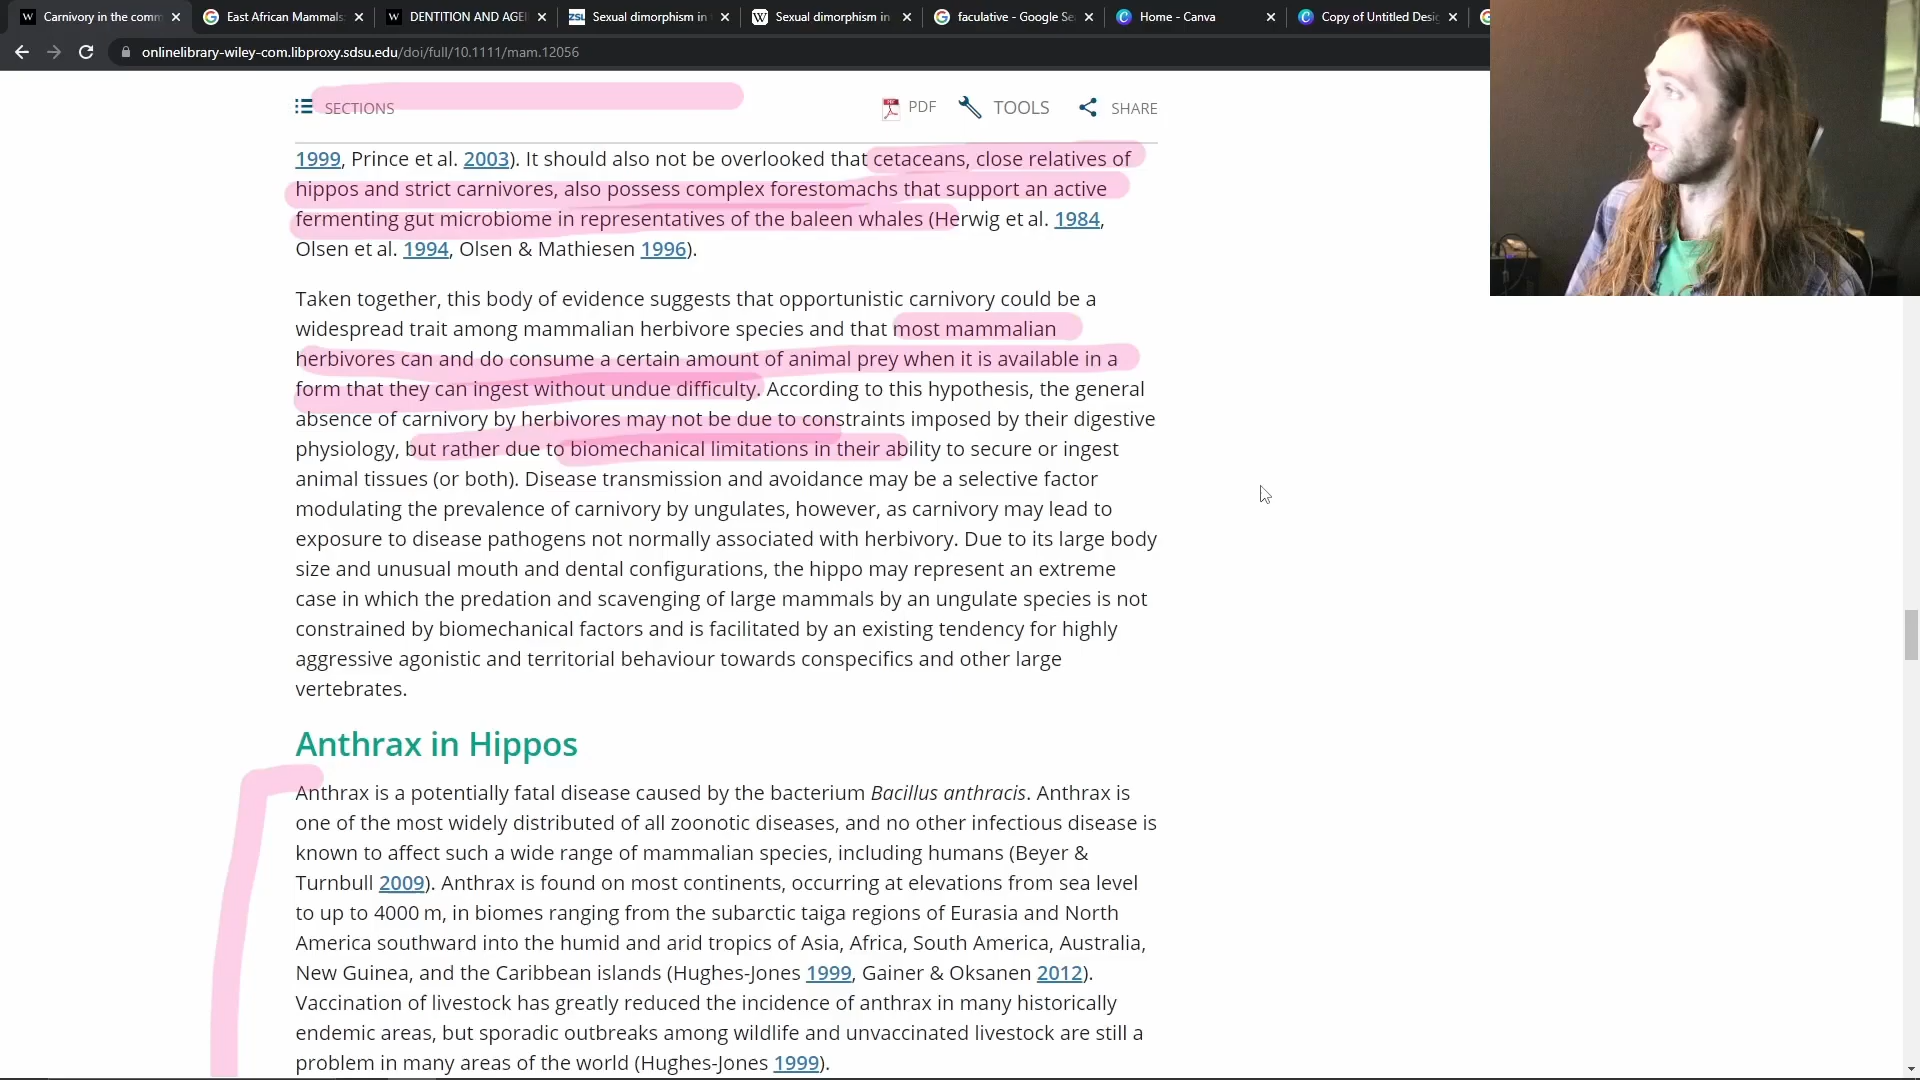 Carnivory in the comm
East African Mammals:
DENTITION AND AGEI
ZSL Sexual dimorphism in
Sexual dimorphism in
faculative - Google Se
Home - Canva
Copy of Untitled Desi
onlinelibrary-wiley-com.libproxy.sdsu.edu/doi/full/10.1111/mam.12056
SECTIONS
PDF
TOOLS
SHARE
1999, Prince et al. 2003). It should also not be overlooked that cetaceans, close relatives of
hippos and strict carnivores, also possess complex forestomachs that support an active
fermenting gut microbiome in representatives of the baleen whales (Herwig et al. 1984,
Olsen et al. 1994, Olsen & Mathiesen 1996).
Taken together, this body of evidence suggests that opportunistic carnivory could be a
widespread trait among mammalian herbivore species and that most mammalian
herbivores can and do consume a certain amount of animal prey when it is available in a
form that they can ingest without undue difficulty. According to this hypothesis, the general
absence of carnivory by herbivores may not be due to constraints imposed by their digestive
physiology, but rather due to biomechanical limitations in their ability to secure or ingest
animal tissues (or both). Disease transmission and avoidance may be a selective factor
modulating the prevalence of carnivory by ungulates, however, as carnivory may lead to
exposure to disease pathogens not normally associated with herbivory. Due to its large body
size and unusual mouth and dental configurations, the hippo may represent an extreme
case in which the predation and scavenging of large mammals by an ungulate species is not
constrained by biomechanical factors and is facilitated by an existing tendency for highly
aggressive agonistic and territorial behaviour towards conspecifics and other large
vertebrates.
Anthrax in Hippos
Anthrax is a potentially fatal disease caused by the bacterium Bacillus anthracis. Anthrax is
one of the most widely distributed of all zoonotic diseases, and no other infectious disease is
known to affect such a wide range of mammalian species, including humans (Beyer &
Turnbull 2009). Anthrax is found on most continents, occurring at elevations from sea level
to up to 4000 m, in biomes ranging from the subarctic taiga regions of Eurasia and North
America southward into the humid and arid tropics of Asia, Africa, South America, Australia,
New Guinea, and the Caribbean islands (Hughes-Jones 1999, Gainer & Oksanen 2012).
Vaccination of livestock has greatly reduced the incidence of anthrax in many historically
endemic areas, but sporadic outbreaks among wildlife and unvaccinated livestock are still a
problem in many areas of the world (Hughes-Jones 1999).